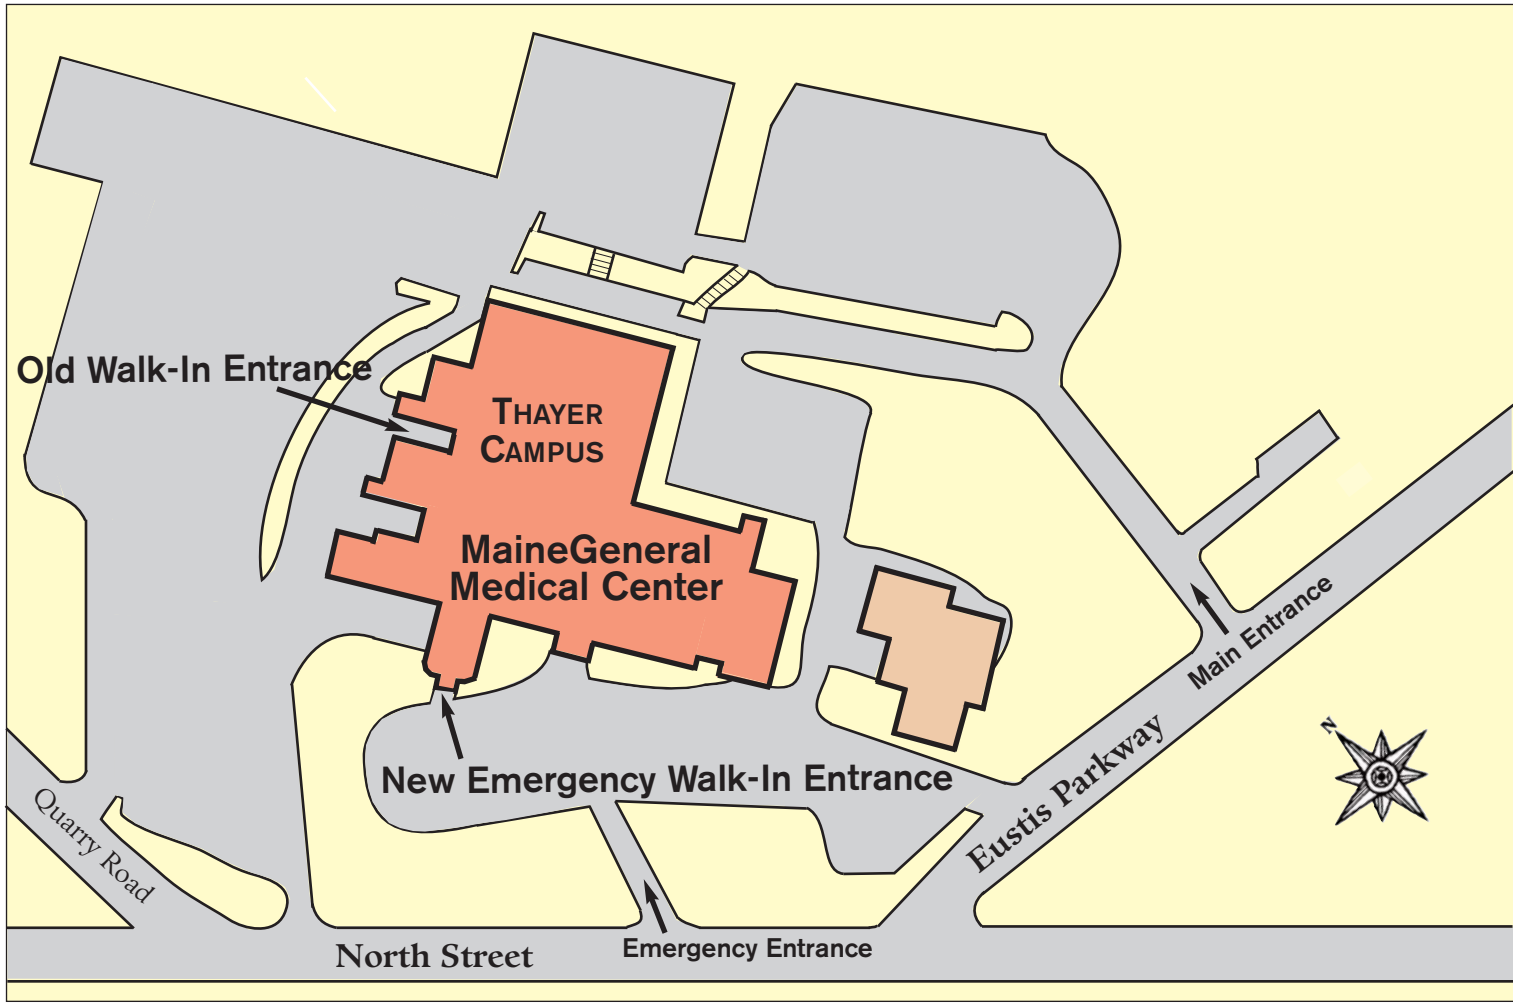 Old Walk-In Entrance
THAYER
CAMPUS
MaineGeneral
Medical Center
Main Entrance
N
New Emergency Walk-In Entrance
Eustis Parkway
Quarry Road
North Street
Emergency Entrance